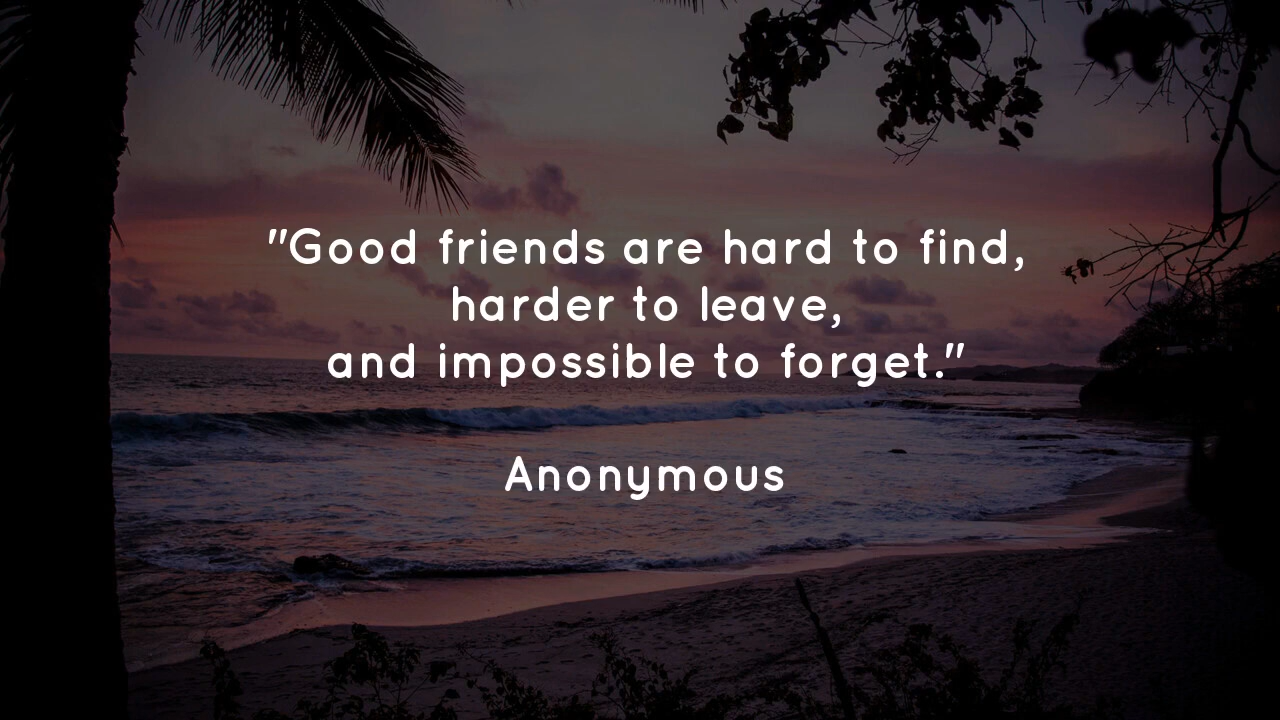 "Good friends are hard to find,
harder to leave,
and impossible to forget."
Anonymous